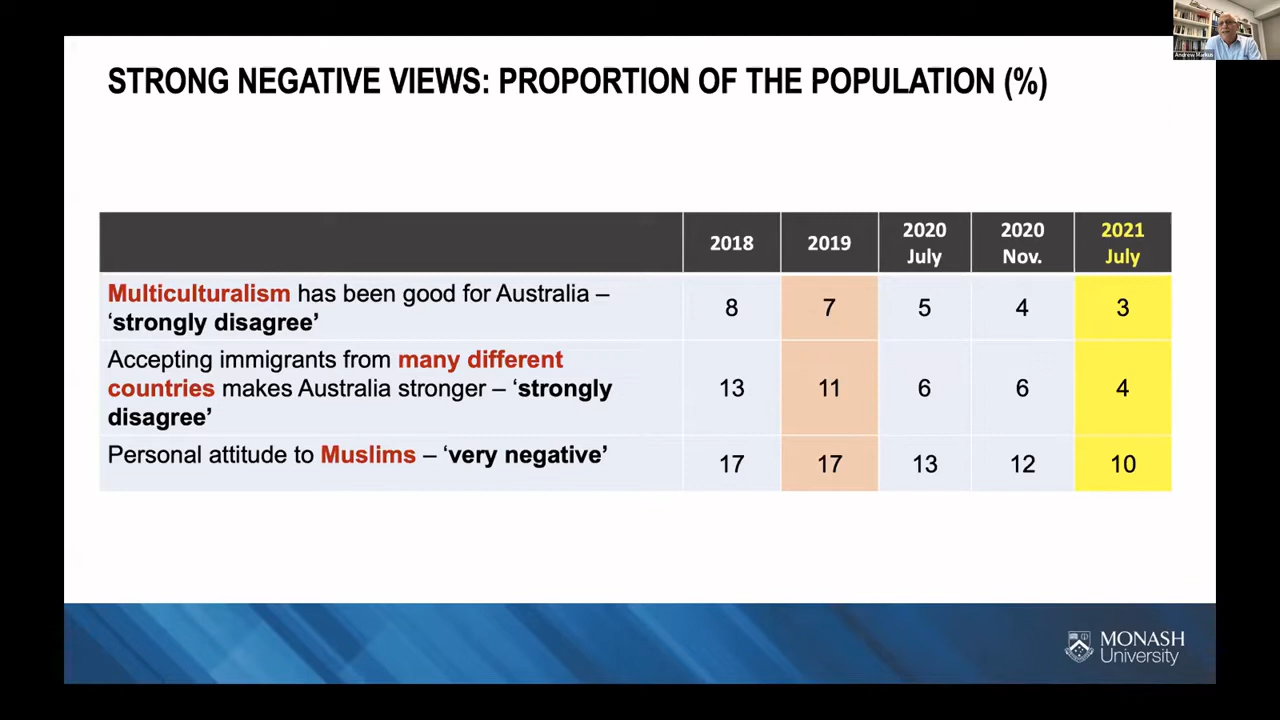 Andrew Markus
STRONG NEGATIVE VIEWS: PROPORTION OF THE POPULATION (%)
2018 2019 2020 July 2020 Nov. 2021 July
Multiculturalism has been good for Australia –
‘strongly disagree’
8 7 5 4 3
Accepting immigrants from many different
countries makes Australia stronger – ‘strongly
disagree’
13 11 6 6 4
Personal attitude to Muslims – ‘very negative’
17 17 13 12 10
MONASH
University